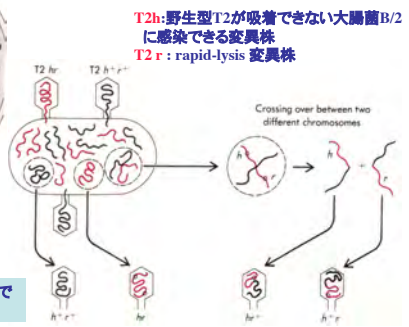 T2h:野生型T2が吸着できない大腸菌B/2
に感染できる変異株
T2 r : rapid-lysis 変異株
T2 hr
T2 h⁺r⁺
Crossing over between two
different chromosomes
h
r
h
+
r
で
h⁺r⁺
hr